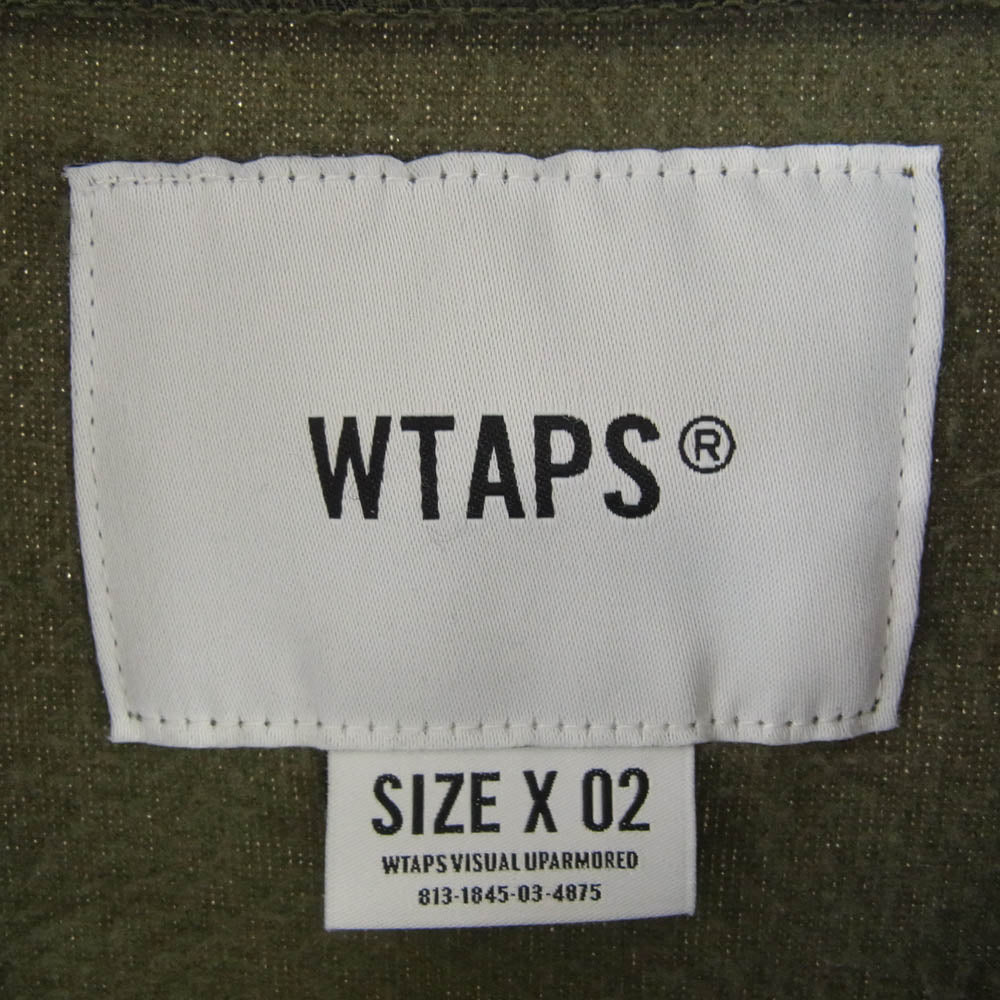 WTAPS®
SIZE X 02
WTAPS VISUAL UPARMORED
813-1845-03-4875